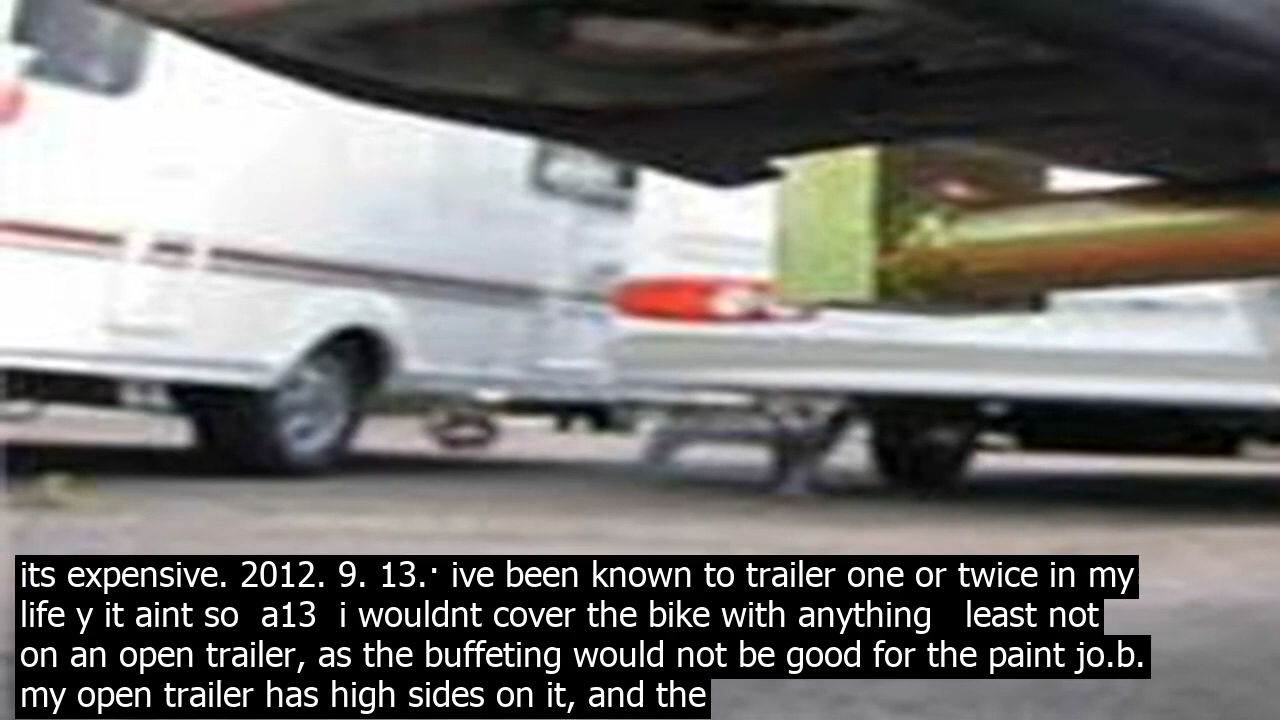 its expensive. 2012. 9. 13.· ive been known to trailer one or twice in my
life y it aint so  a13  i wouldnt cover the bike with anything   least not
on an open trailer, as the buffeting would not be good for the paint jo.b.
my open trailer has high sides on it, and the